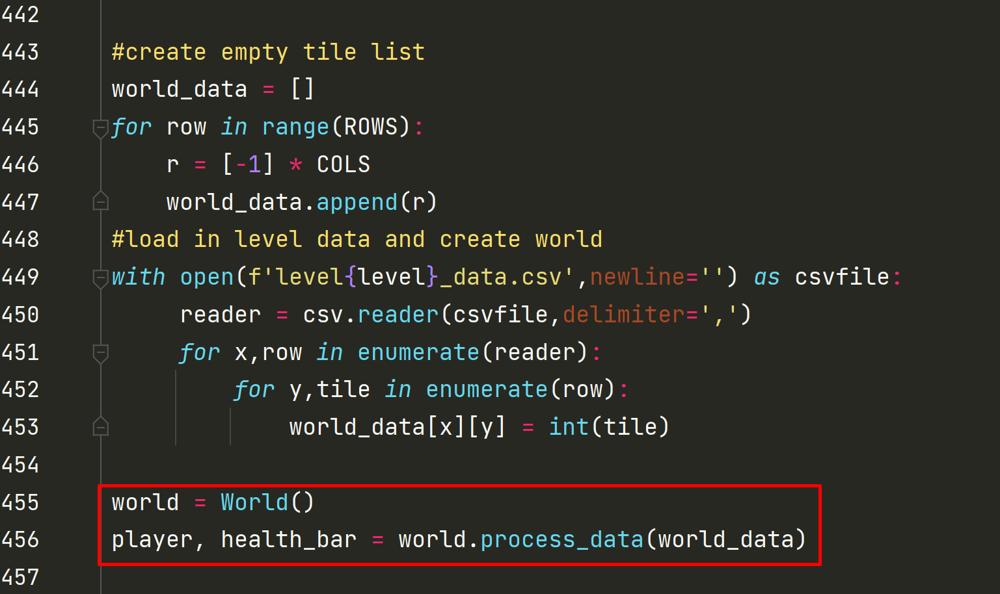 442
443 #create empty tile list
444 world_data = []
445 for row in range(ROWS):
446     r = [-1] * COLS
447     world_data.append(r)
448 #load in level data and create world
449 with open(f'level{level}_data.csv',newline='') as csvfile:
450      reader = csv.reader(csvfile,delimiter=',')
451      for x,row in enumerate(reader):
452          for y,tile in enumerate(row):
453              world_data[x][y] = int(tile)
454
455 world = World()
456 player, health_bar = world.process_data(world_data)
457